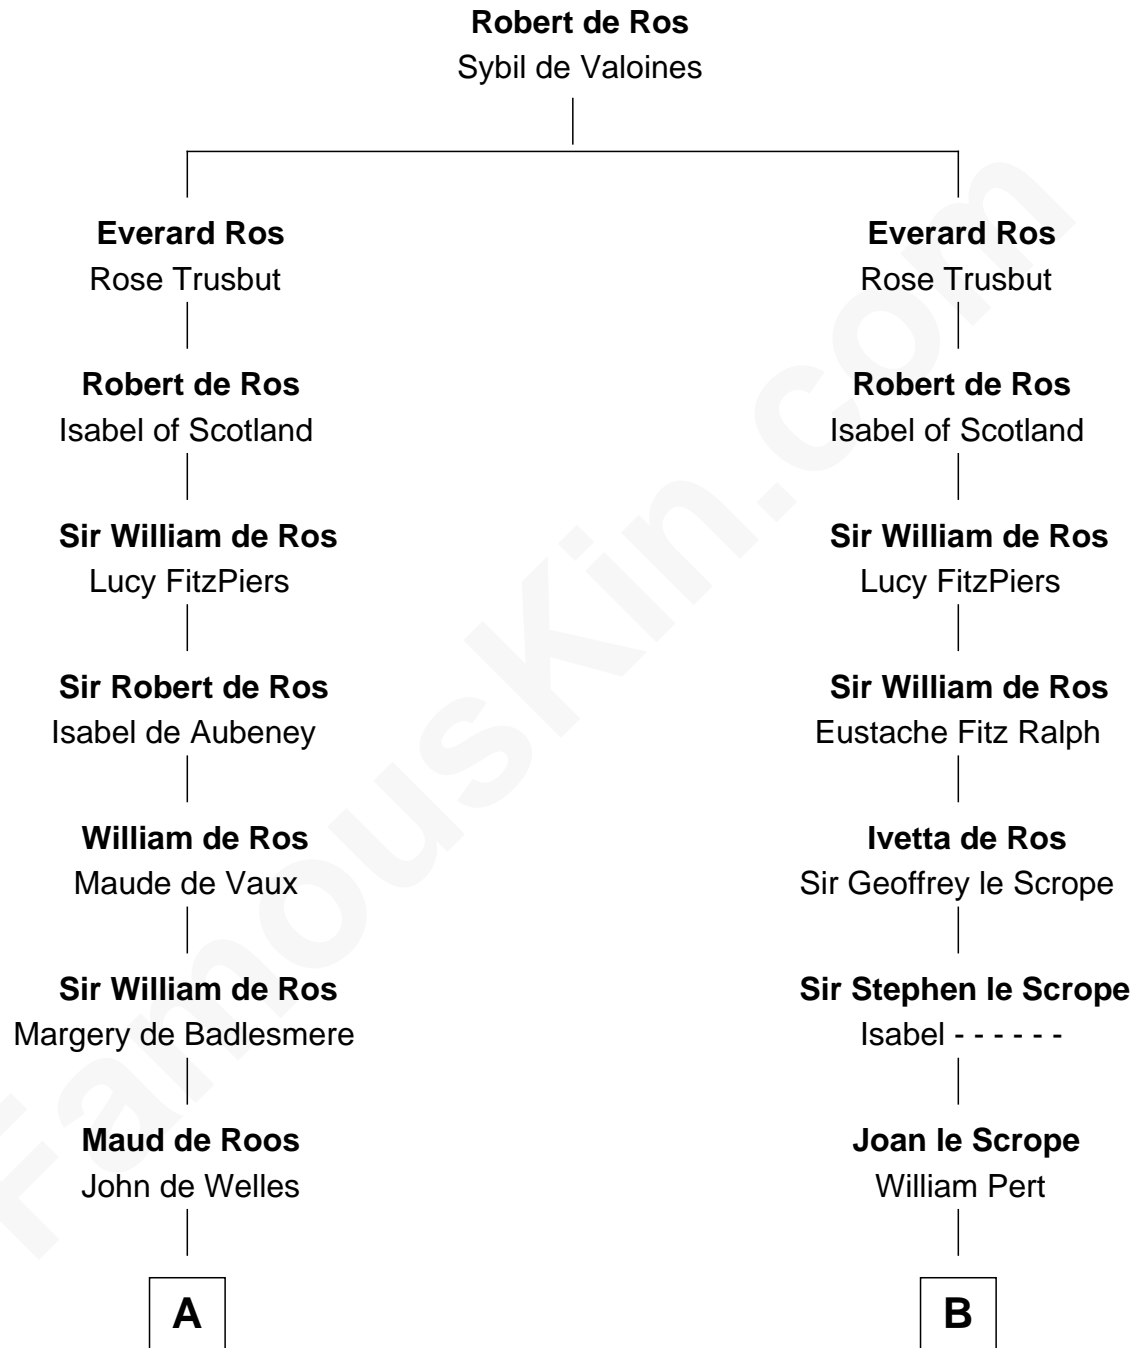 Robert de Ros
Sybil de Valoines
Everard Ros
Rose Trusbut
Everard Ros
Rose Trusbut
Robert de Ros
Isabel of Scotland
Robert de Ros
Isabel of Scotland
Sir William de Ros
Lucy FitzPiers
Sir William de Ros
Lucy FitzPiers
Sir Robert de Ros
Isabel de Aubeney
Sir William de Ros
Eustache Fitz Ralph
William de Ros
Maude de Vaux
Ivetta de Ros
Sir Geoffrey le Scrope
Sir William de Ros
Margery de Badlesmere
Sir Stephen le Scrope
Isabel - - - - - -
Maud de Roos
John de Welles
Joan le Scrope
William Pert
A
B
FamousKin.com